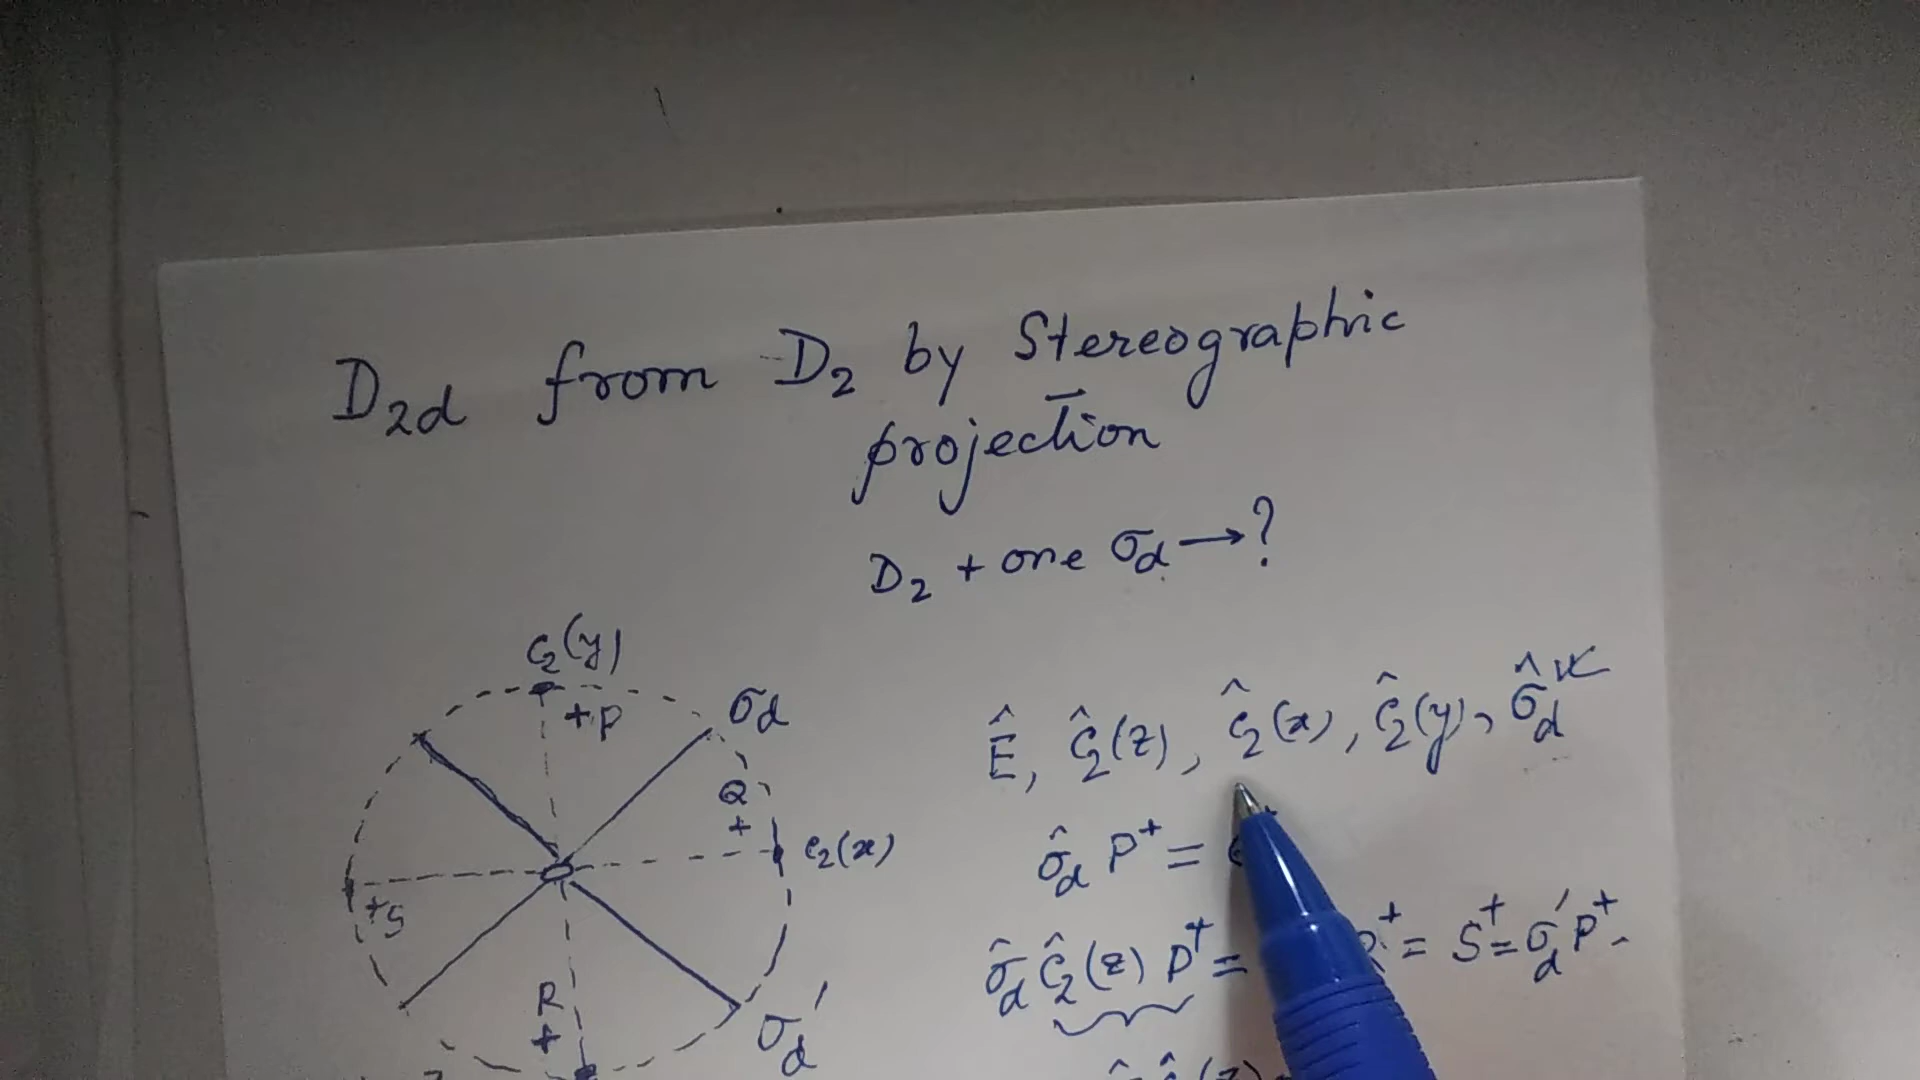 D₂d from D₂ by Stereographic
projection
D₂ + one σd → ?
C₂(y)
+P
σd
Q
+
C₂(x)
+S
R
+
σd′
Ê, Ĉ₂(z), Ĉ₂(x), Ĉ₂(y), σ̂d
σ̂d P⁺ =
σ̂d Ĉ₂(z) P⁺ = R⁺ = S⁺ = σd′ P⁺